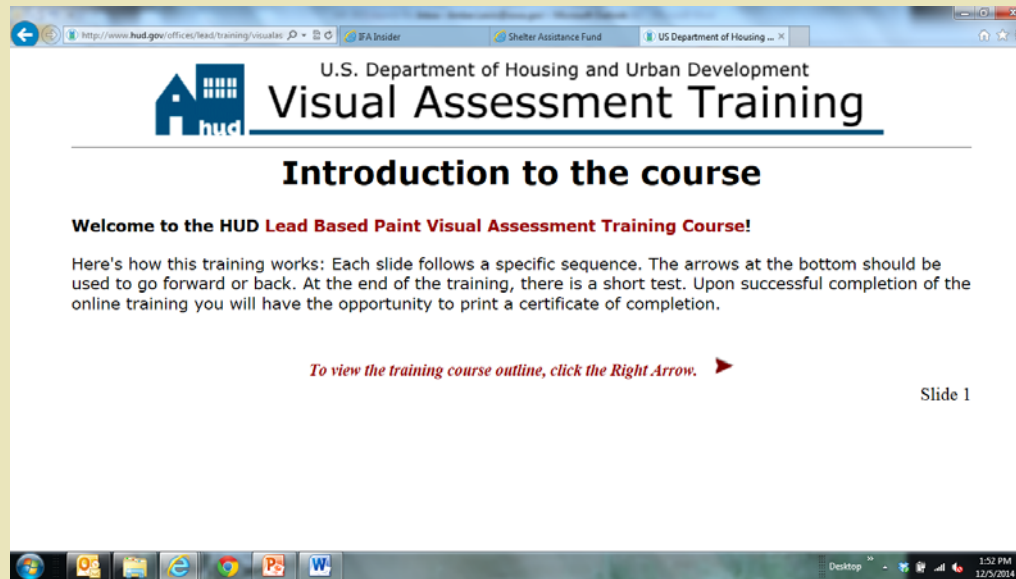 http://www.hud.gov/offices/lead/training/visualas
IFA Insider
Shelter Assistance Fund
US Department of Housing ...
U.S. Department of Housing and Urban Development
Visual Assessment Training
hud
Introduction to the course
Welcome to the HUD Lead Based Paint Visual Assessment Training Course!
Here's how this training works: Each slide follows a specific sequence. The arrows at the bottom should be
used to go forward or back. At the end of the training, there is a short test. Upon successful completion of the
online training you will have the opportunity to print a certificate of completion.
To view the training course outline, click the Right Arrow.
Slide 1
Desktop
1:52 PM
12/5/2014